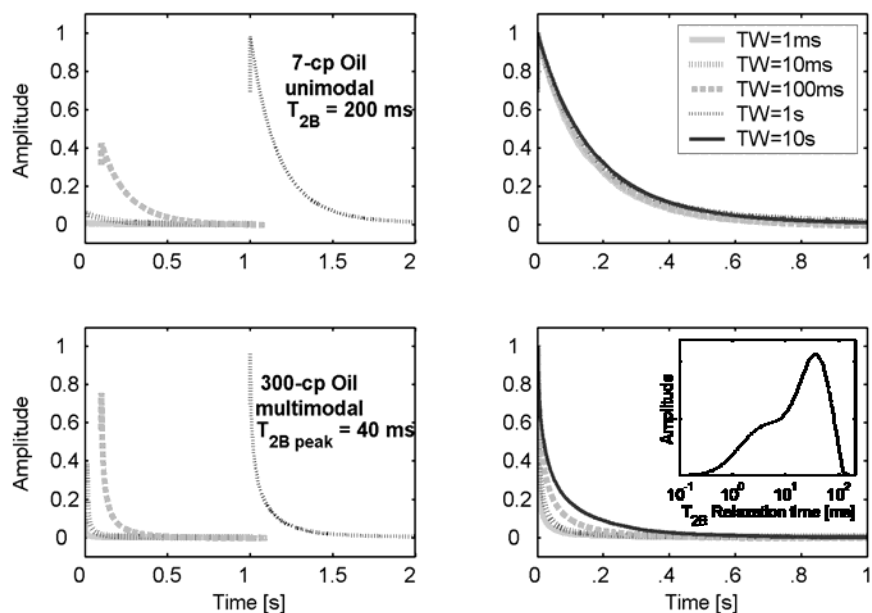 1
0.8
0.6
0.4
0.2
0
Amplitude
7-cp Oil
unimodal
T2B = 200 ms
0 0.5 1 1.5 2
Time [s]
1
0.8
0.6
0.4
0.2
0
TW=1ms
TW=10ms
TW=100ms
TW=1s
TW=10s
0 .2 .4 .6 .8 1
Time [s]
1
0.8
0.6
0.4
0.2
0
Amplitude
300-cp Oil
multimodal
T2B peak = 40 ms
0 0.5 1 1.5 2
Time [s]
1
0.8
0.6
0.4
0.2
0
Amplitude
10-1 100 101 102
T2B Relaxation time [ms]
0 .2 .4 .6 .8 1
Time [s]